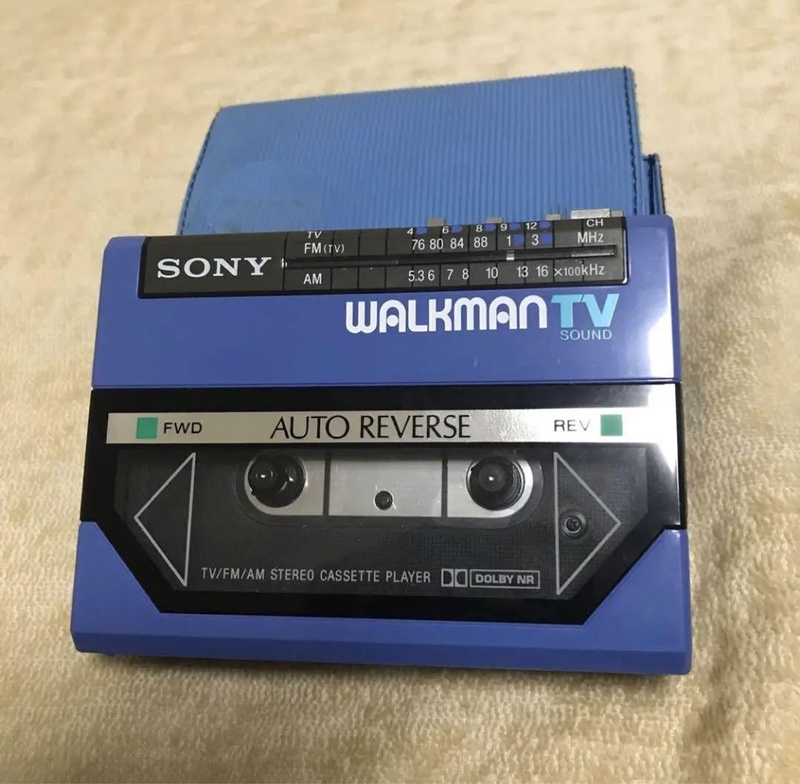 TV 4 6 8 9 12 CH
FM(TV) 76 80 84 88 1 3 MHz
SONY
AM 5.3 6 7 8 10 13 16 ×100kHz
WALKMAN TV
SOUND
FWD AUTO REVERSE REV
TV/FM/AM STEREO CASSETTE PLAYER DOLBY NR